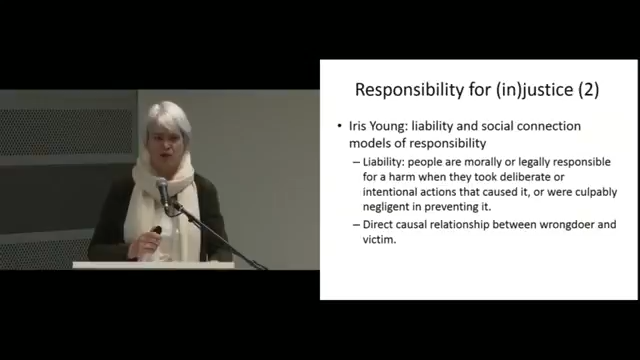 Responsibility for (in)justice (2)
• Iris Young: liability and social connection
models of responsibility
– Liability: people are morally or legally responsible
for a harm when they took deliberate or
intentional actions that caused it, or were culpably
negligent in preventing it.
– Direct causal relationship between wrongdoer and
victim.